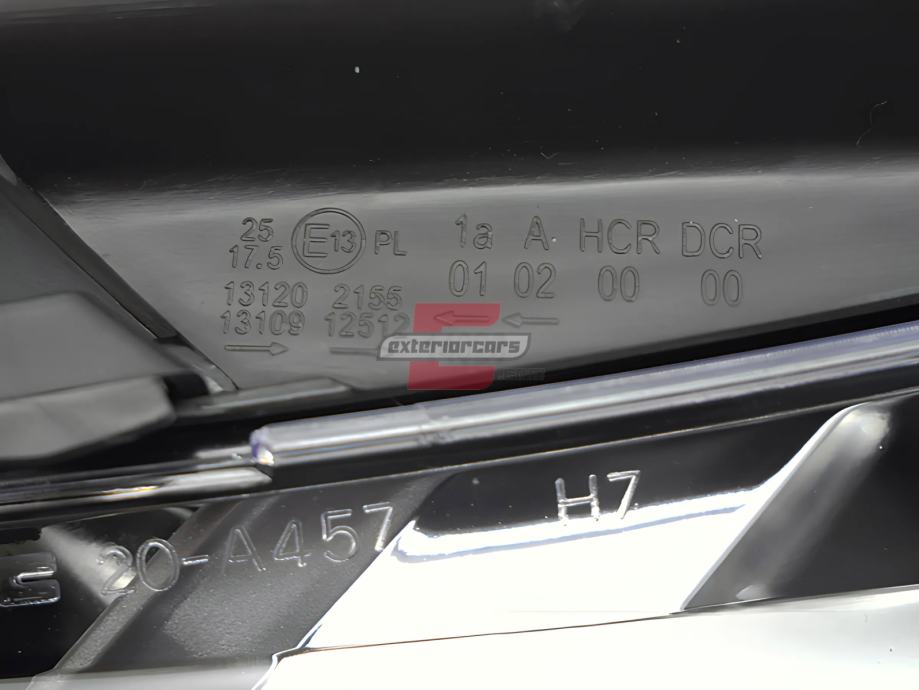 25
17.5 E13 PL
1a A HCR DCR
01 02 00 00
13120 2155
13109 12512
exteriorcars
20-A457
H7